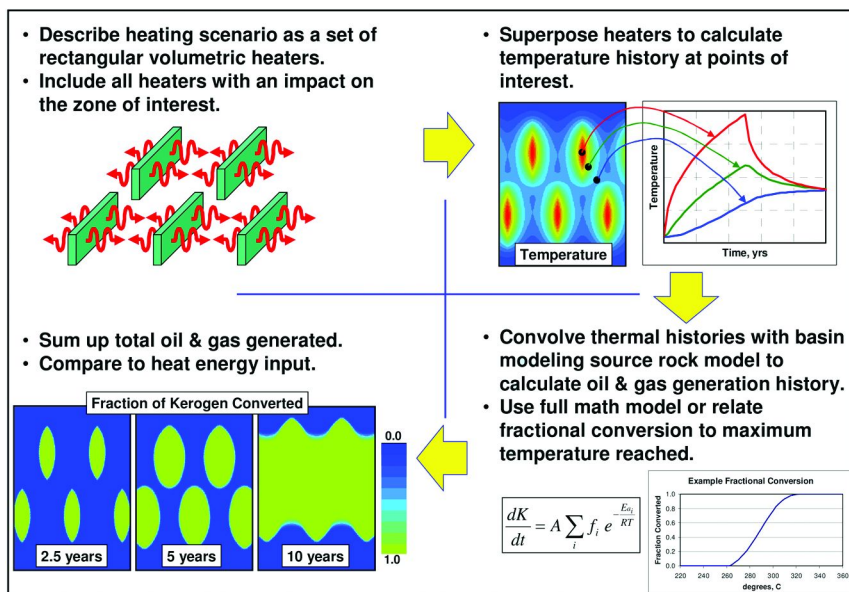 • Describe heating scenario as a set of
rectangular volumetric heaters.
• Include all heaters with an impact on
the zone of interest.
• Superpose heaters to calculate
temperature history at points of
interest.
Temperature
Temperature
Time, yrs
• Sum up total oil & gas generated.
• Compare to heat energy input.
Fraction of Kerogen Converted
0.0
1.0
2.5 years
5 years
10 years
• Convolve thermal histories with basin
modeling source rock model to
calculate oil & gas generation history.
• Use full math model or relate
fractional conversion to maximum
temperature reached.
dK/dt = A ∑i fi e^(-Eai/RT)
Example Fractional Conversion
Fraction Converted
1.0
0.8
0.6
0.4
0.2
0.0
220 240 260 280 300 320 340 360
degrees, C